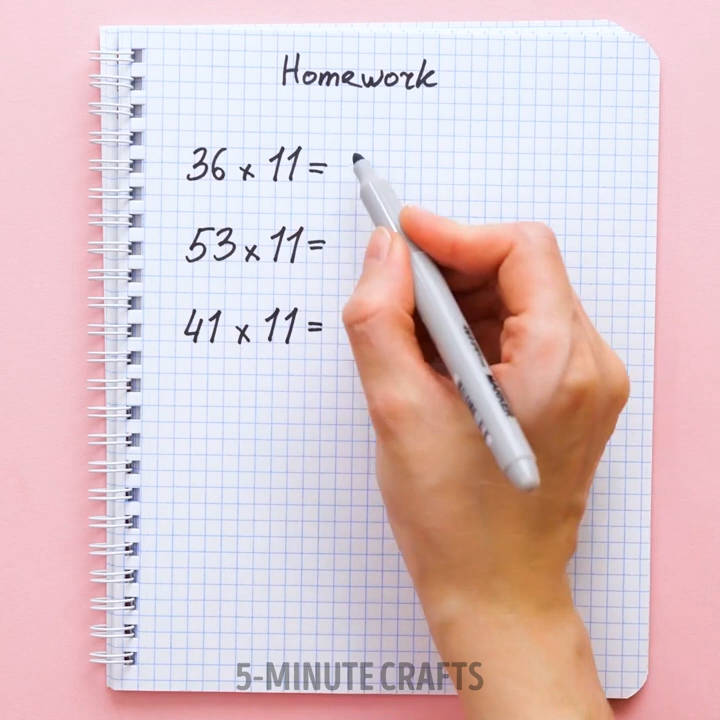 Homework
36 x 11 =
53 x 11 =
41 x 11 =
5-MINUTE CRAFTS